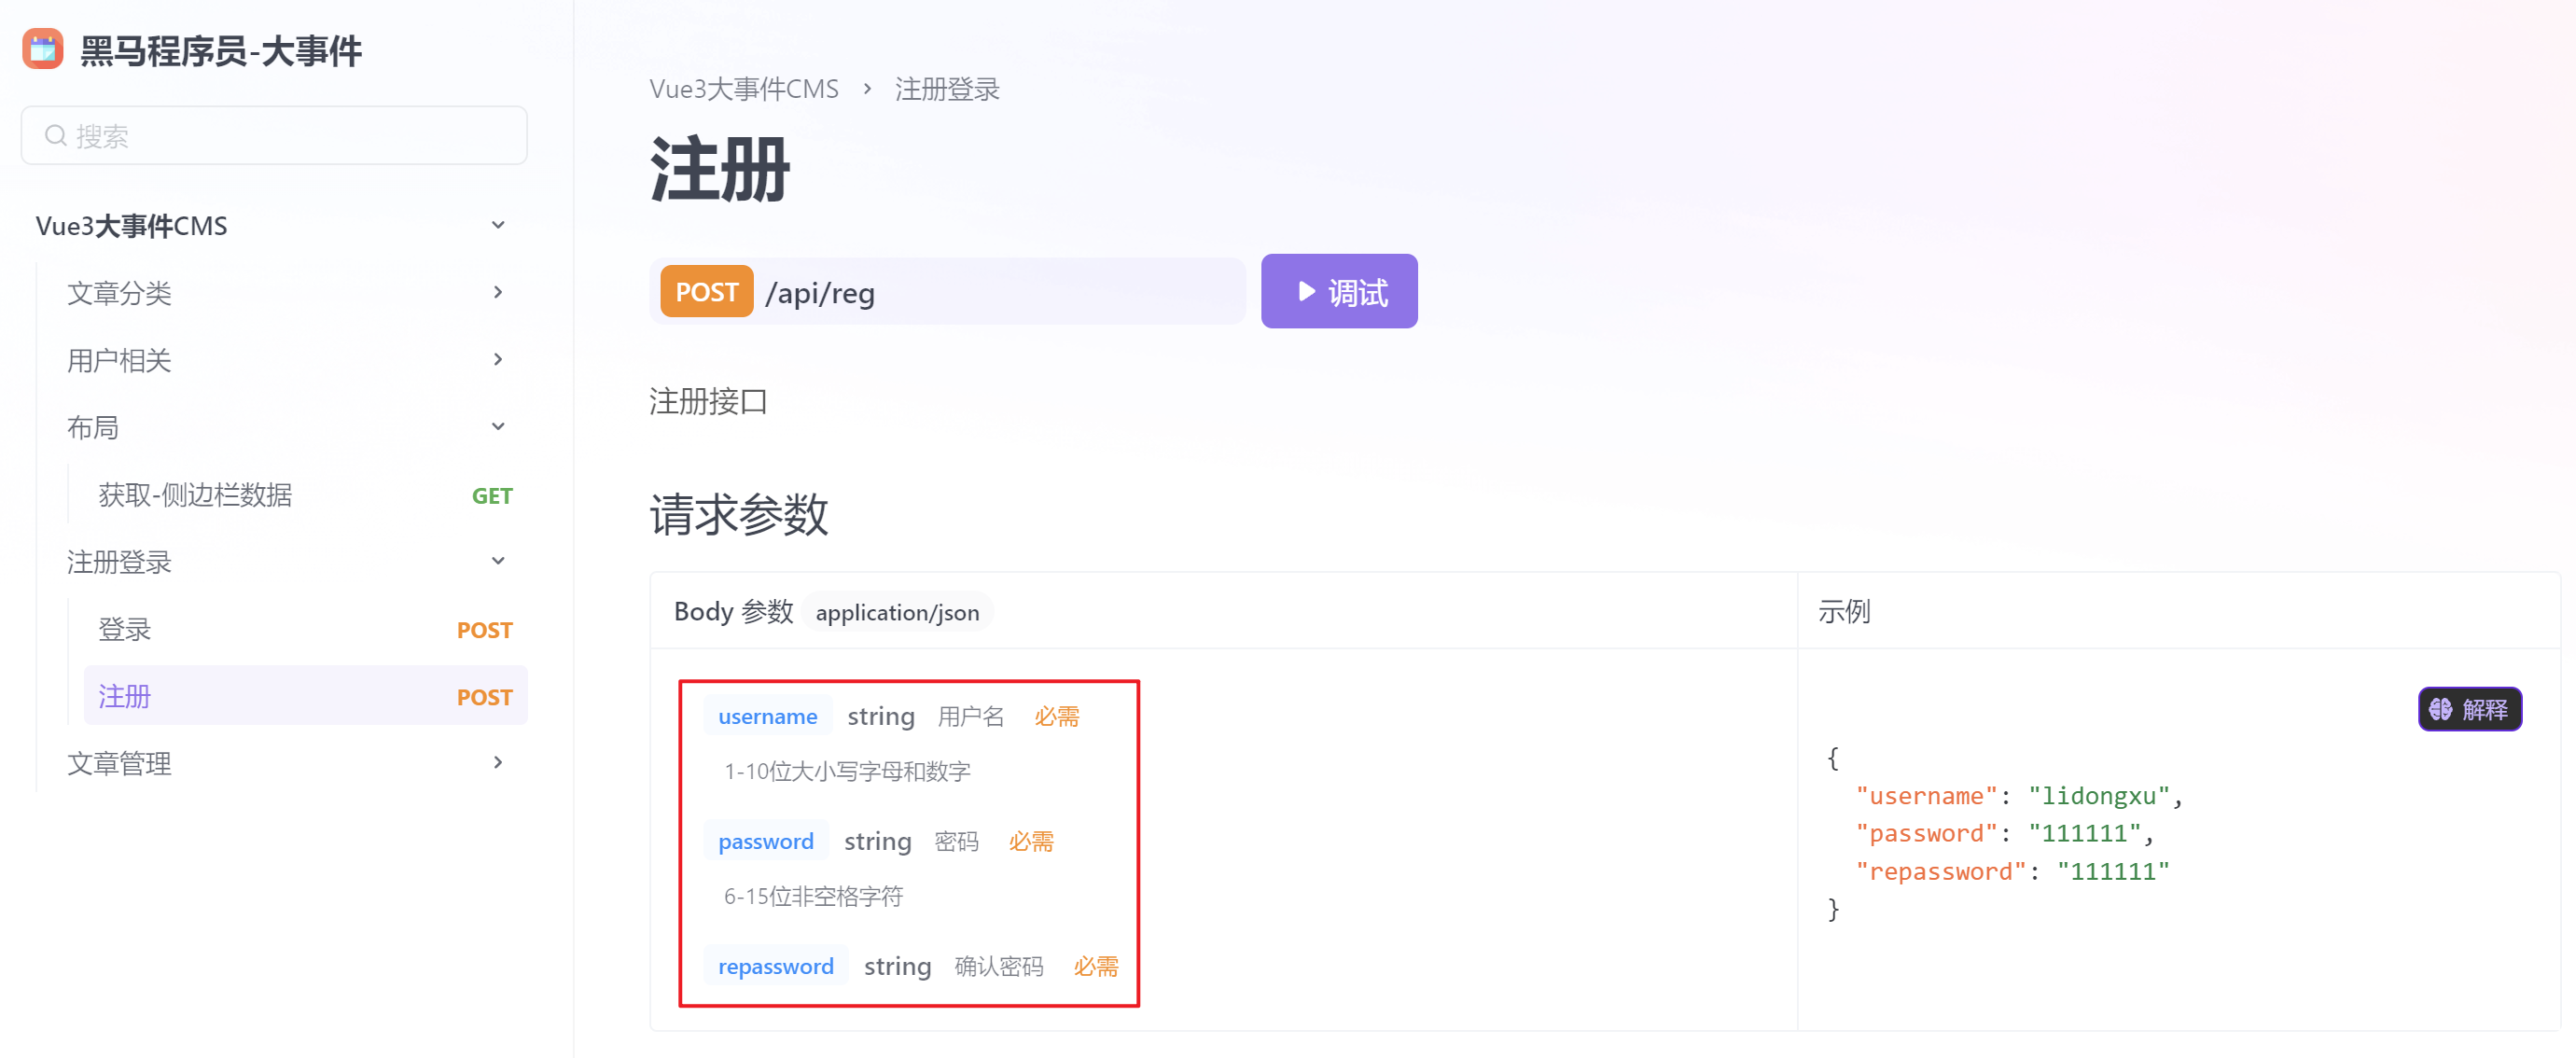 黑马程序员-大事件
搜索
Vue3大事件CMS
文章分类
用户相关
布局
获取-侧边栏数据 GET
注册登录
登录 POST
注册 POST
文章管理
Vue3大事件CMS › 注册登录
注册
POST /api/reg 调试
注册接口
请求参数
Body 参数 application/json
username string 用户名 必需
1-10位大小写字母和数字
password string 密码 必需
6-15位非空格字符
repassword string 确认密码 必需
示例
解释
{
"username": "lidongxu",
"password": "111111",
"repassword": "111111"
}